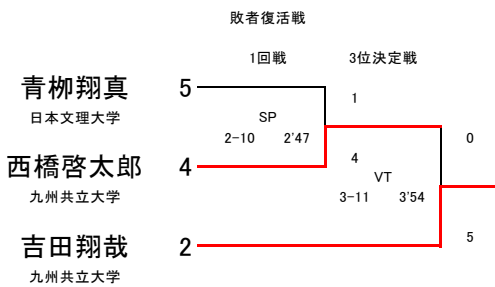 敗者復活戦
1回戦 3位決定戦
青栁翔真 5
日本文理大学
1
SP
2-10 2'47
0
西橋啓太郎 4
九州共立大学
4
VT
3-11 3'54
吉田翔哉 2
九州共立大学
5